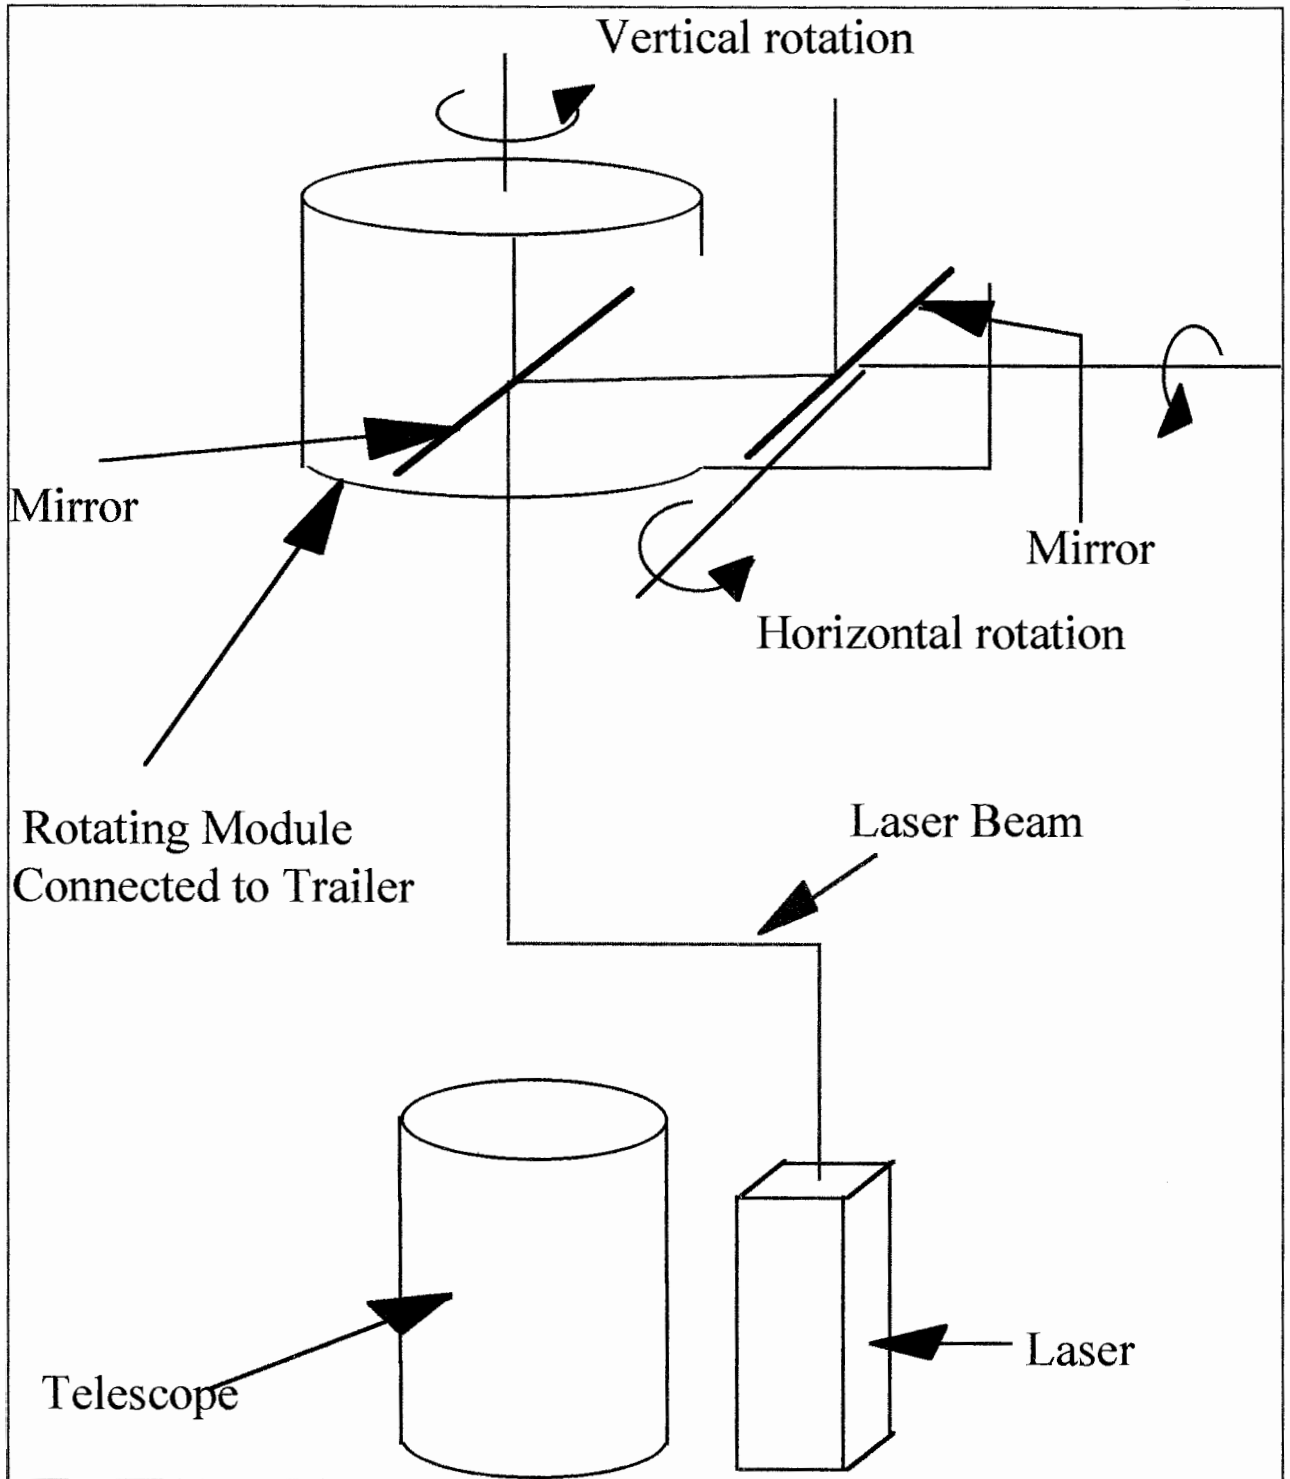 Vertical rotation
Mirror
Mirror
Horizontal rotation
Rotating Module
Connected to Trailer
Laser Beam
Laser
Telescope